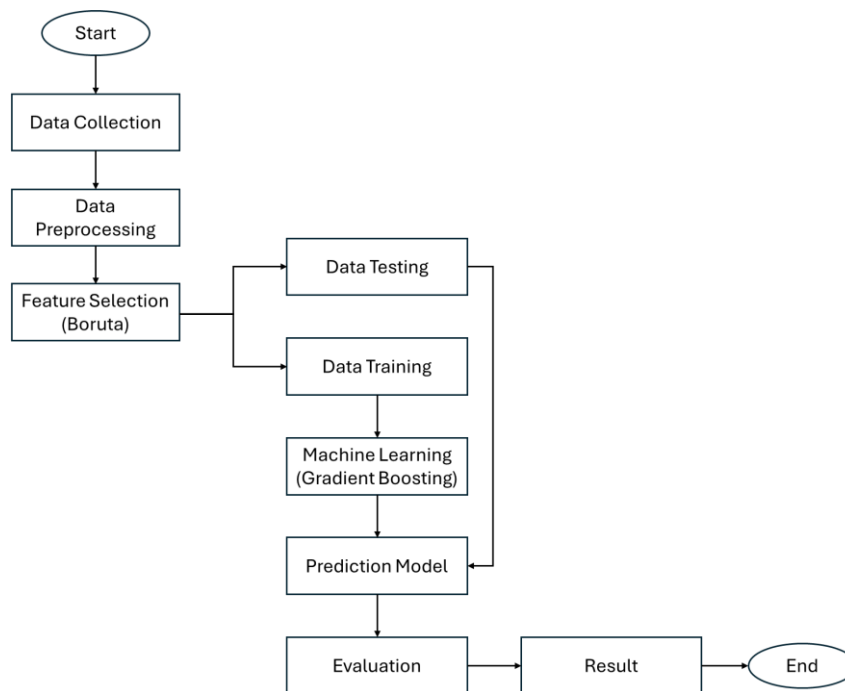 Start
Data Collection
Data
Preprocessing
Feature Selection
(Boruta)
Data Testing
Data Training
Machine Learning
(Gradient Boosting)
Prediction Model
Evaluation
Result
End